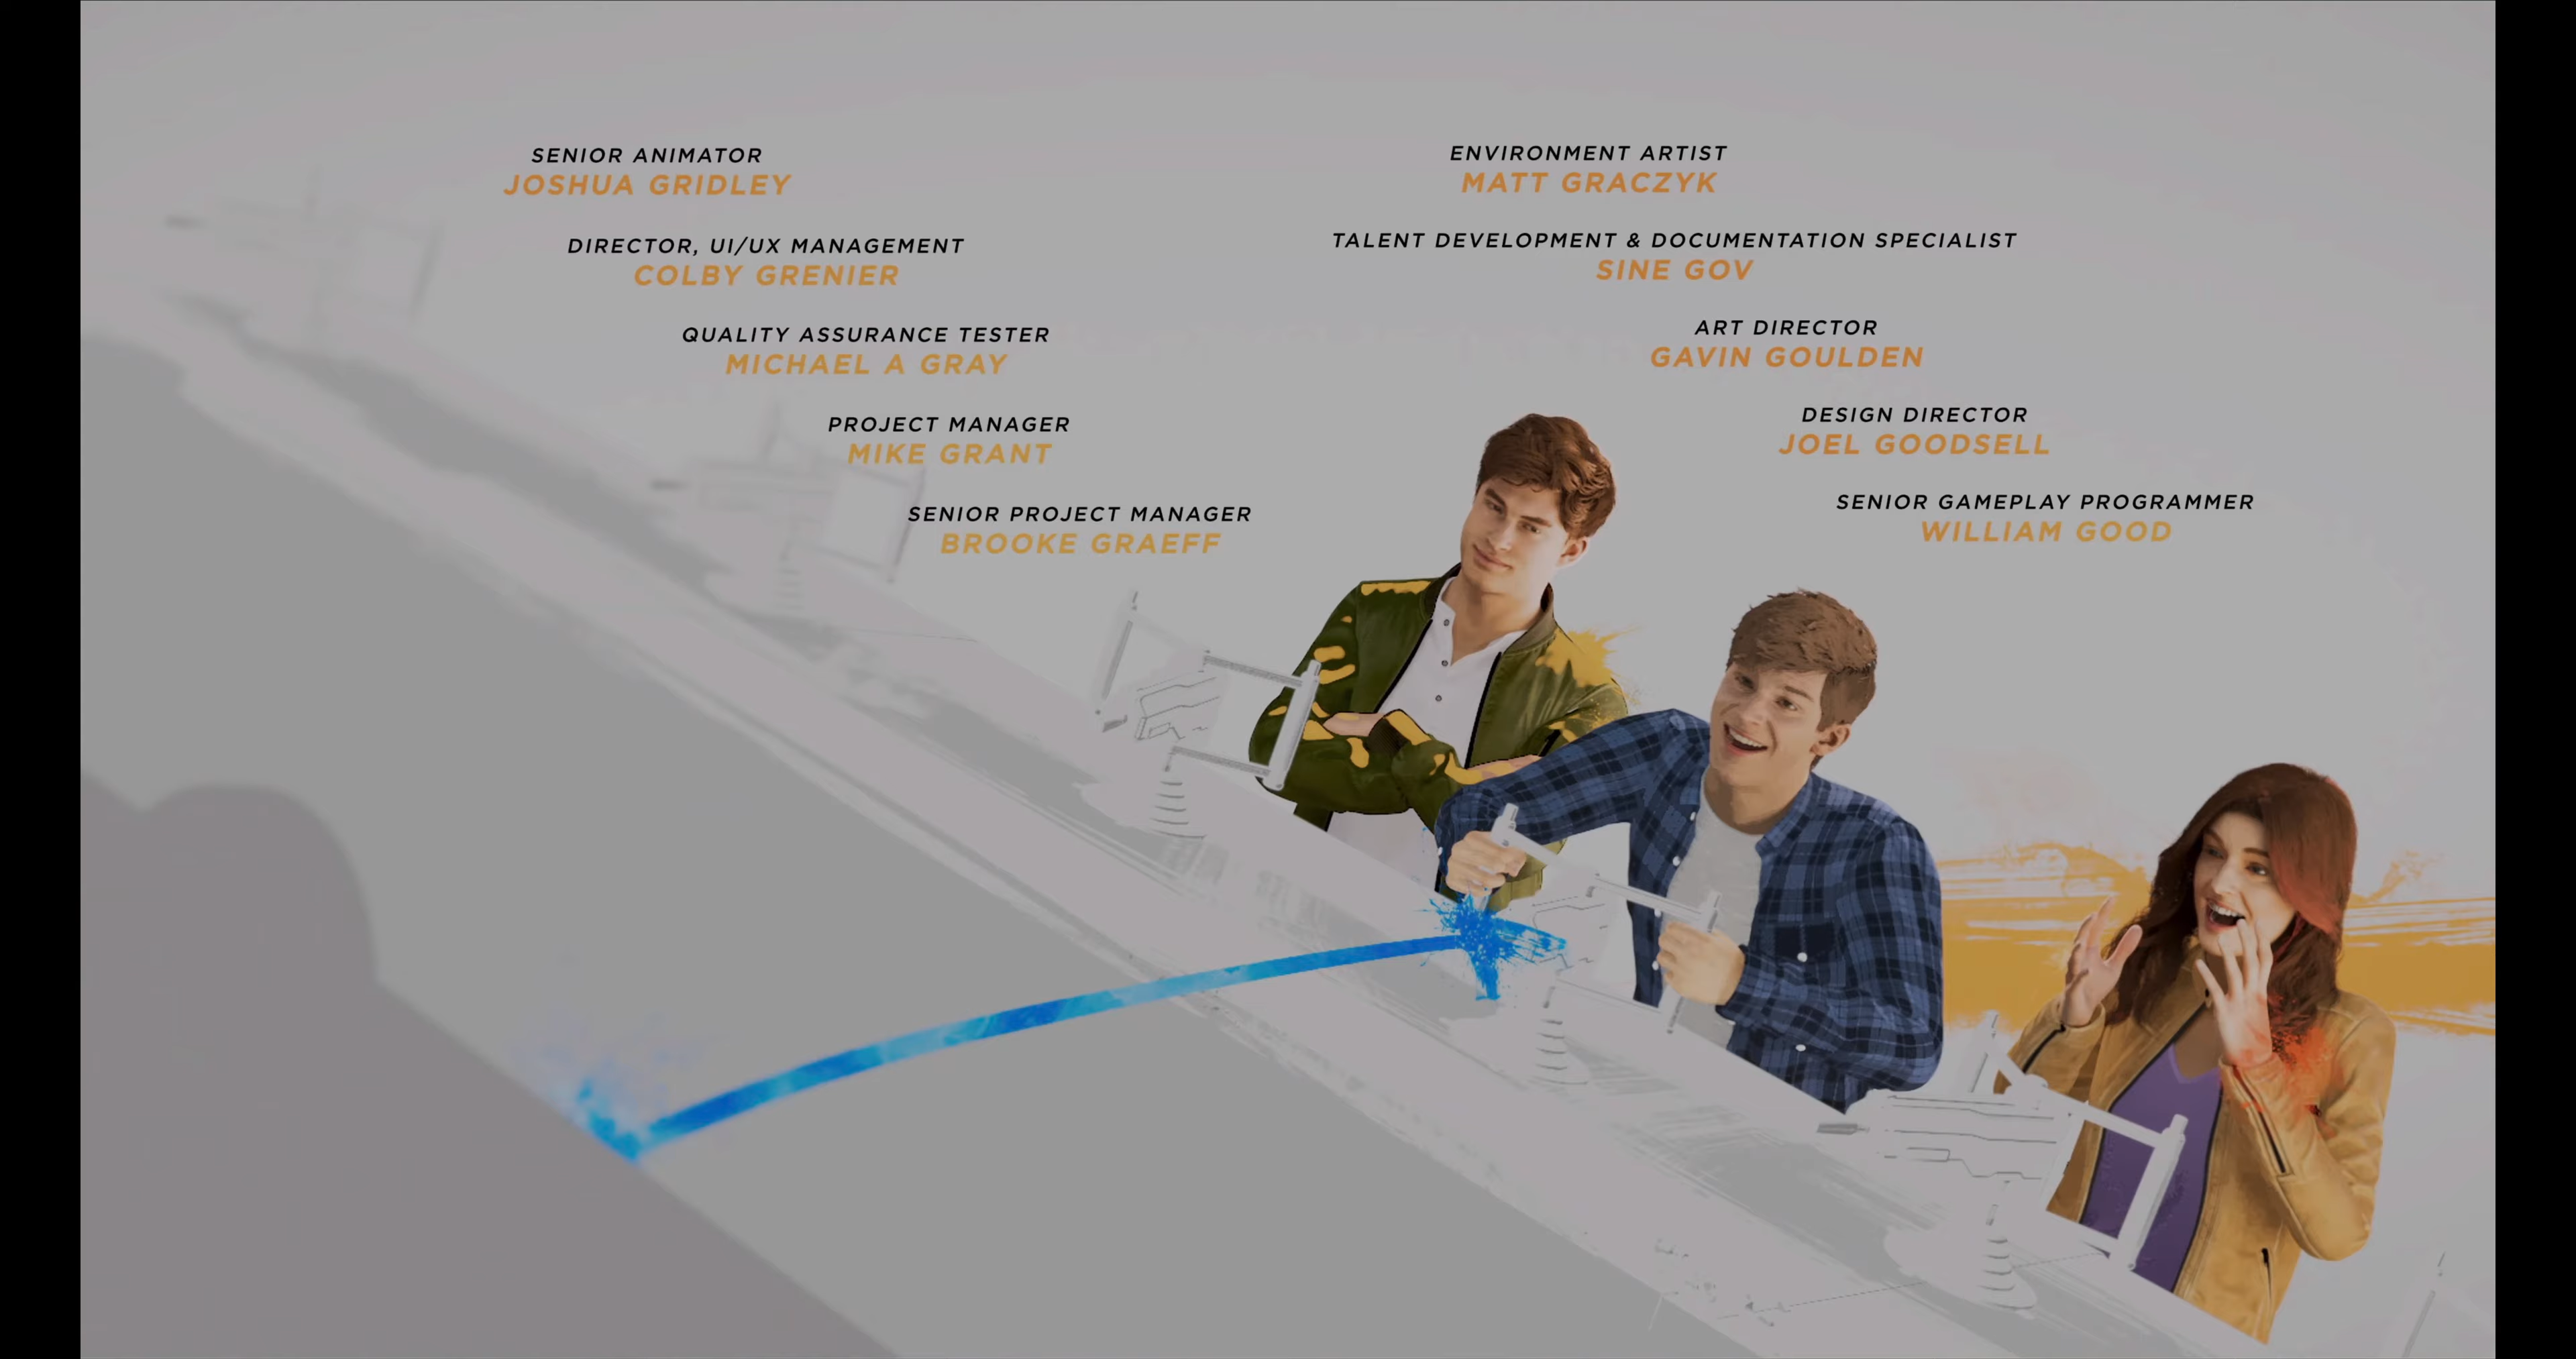 SENIOR ANIMATOR
JOSHUA GRIDLEY
DIRECTOR, UI/UX MANAGEMENT
COLBY GRENIER
QUALITY ASSURANCE TESTER
MICHAEL A GRAY
PROJECT MANAGER
MIKE GRANT
SENIOR PROJECT MANAGER
BROOKE GRAEFF
ENVIRONMENT ARTIST
MATT GRACZYK
TALENT DEVELOPMENT & DOCUMENTATION SPECIALIST
SINE GOV
ART DIRECTOR
GAVIN GOULDEN
DESIGN DIRECTOR
JOEL GOODSELL
SENIOR GAMEPLAY PROGRAMMER
WILLIAM GOOD